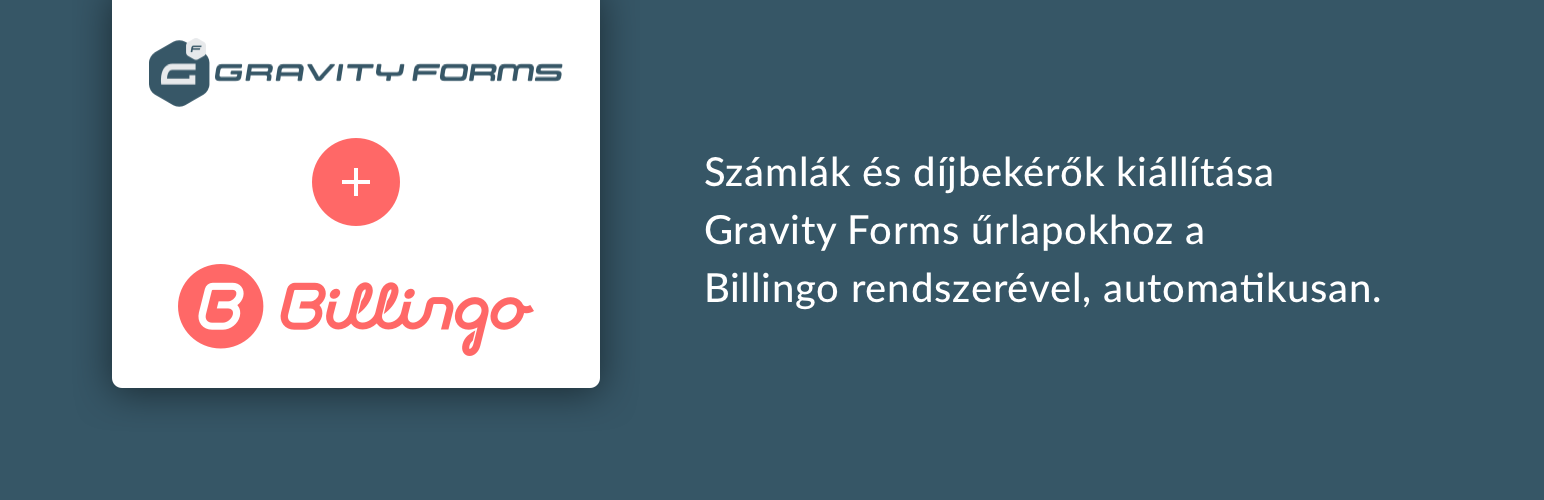 F
G GRAVITY FORMS
+
B Billingo
Számlák és díjbekérők kiállítása
Gravity Forms űrlapokhoz a
Billingo rendszerével, automatikusan.